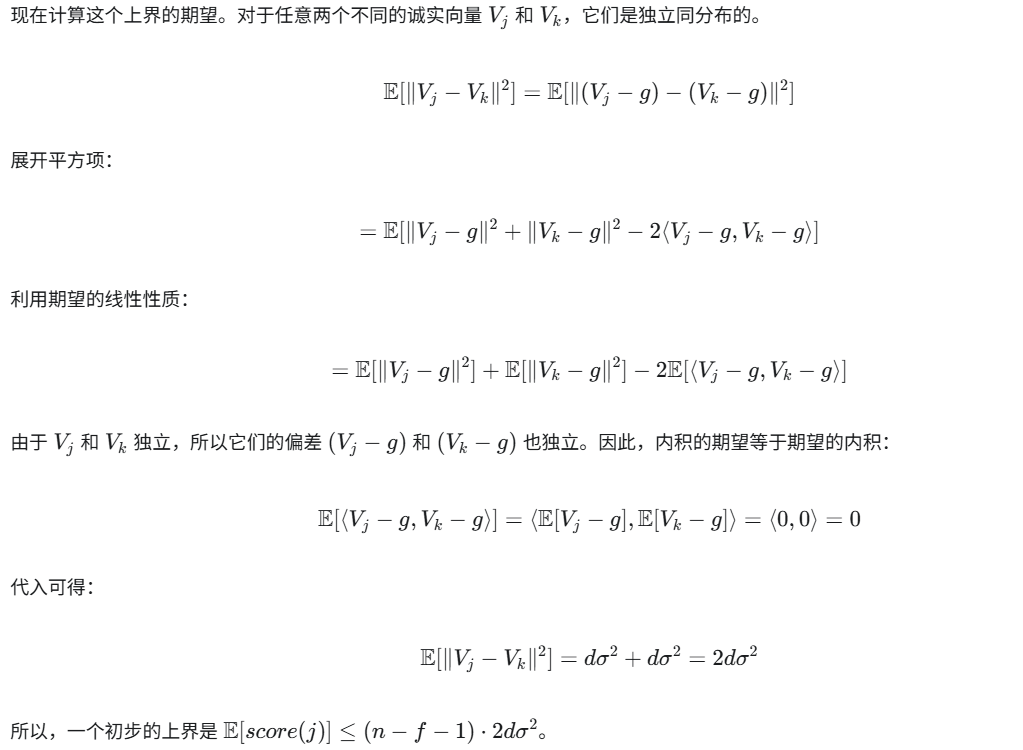 现在计算这个上界的期望。对于任意两个不同的诚实向量 $V_j$ 和 $V_k$，它们是独立同分布的。
$\mathbb{E}[\|V_j - V_k\|^2] = \mathbb{E}[\|(V_j - g) - (V_k - g)\|^2]$
展开平方项：
$= \mathbb{E}[\|V_j - g\|^2 + \|V_k - g\|^2 - 2\langle V_j - g, V_k - g\rangle]$
利用期望的线性性质：
$= \mathbb{E}[\|V_j - g\|^2] + \mathbb{E}[\|V_k - g\|^2] - 2\mathbb{E}[\langle V_j - g, V_k - g\rangle]$
由于 $V_j$ 和 $V_k$ 独立，所以它们的偏差 $(V_j - g)$ 和 $(V_k - g)$ 也独立。因此，内积的期望等于期望的内积：
$\mathbb{E}[\langle V_j - g, V_k - g\rangle] = \langle \mathbb{E}[V_j - g], \mathbb{E}[V_k - g]\rangle = \langle 0, 0\rangle = 0$
代入可得：
$\mathbb{E}[\|V_j - V_k\|^2] = d\sigma^2 + d\sigma^2 = 2d\sigma^2$
所以，一个初步的上界是 $\mathbb{E}[score(j)] \leq (n - f - 1) \cdot 2d\sigma^2$。